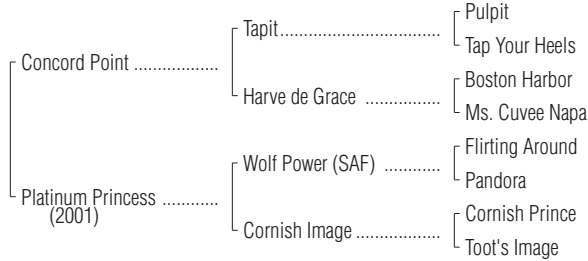 Pulpit
Tapit..................................
Tap Your Heels
Concord Point .................
Boston Harbor
Harve de Grace ...............
Ms. Cuvee Napa
Flirting Around
Wolf Power (SAF) ...........
Pandora
Platinum Princess ...........
(2001)
Cornish Prince
Cornish Image .................
Toot's Image